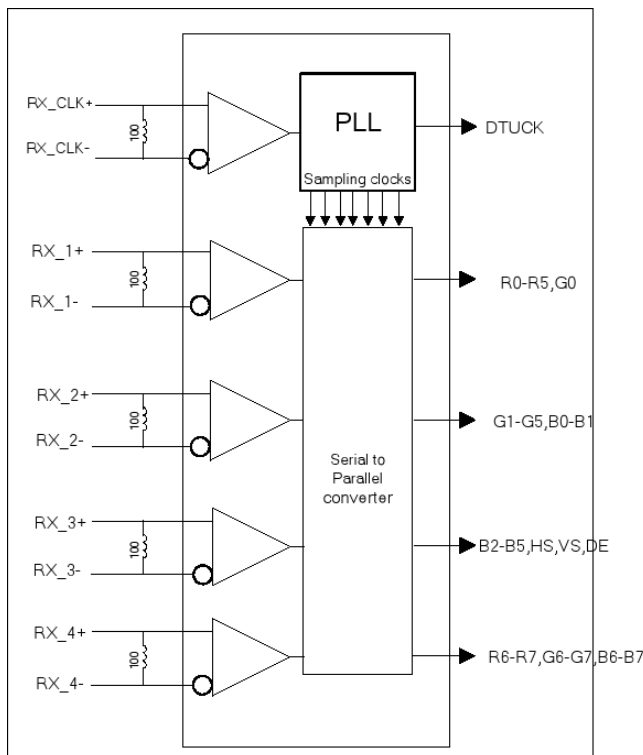 RX_CLK+
100
RX_CLK-
PLL
Sampling clocks
DTUCK
RX_1+
100
RX_1-
R0-R5,G0
RX_2+
100
RX_2-
G1-G5,B0-B1
Serial to
Parallel
converter
RX_3+
100
RX_3-
B2-B5,HS,VS,DE
RX_4+
100
RX_4-
R6-R7,G6-G7,B6-B7